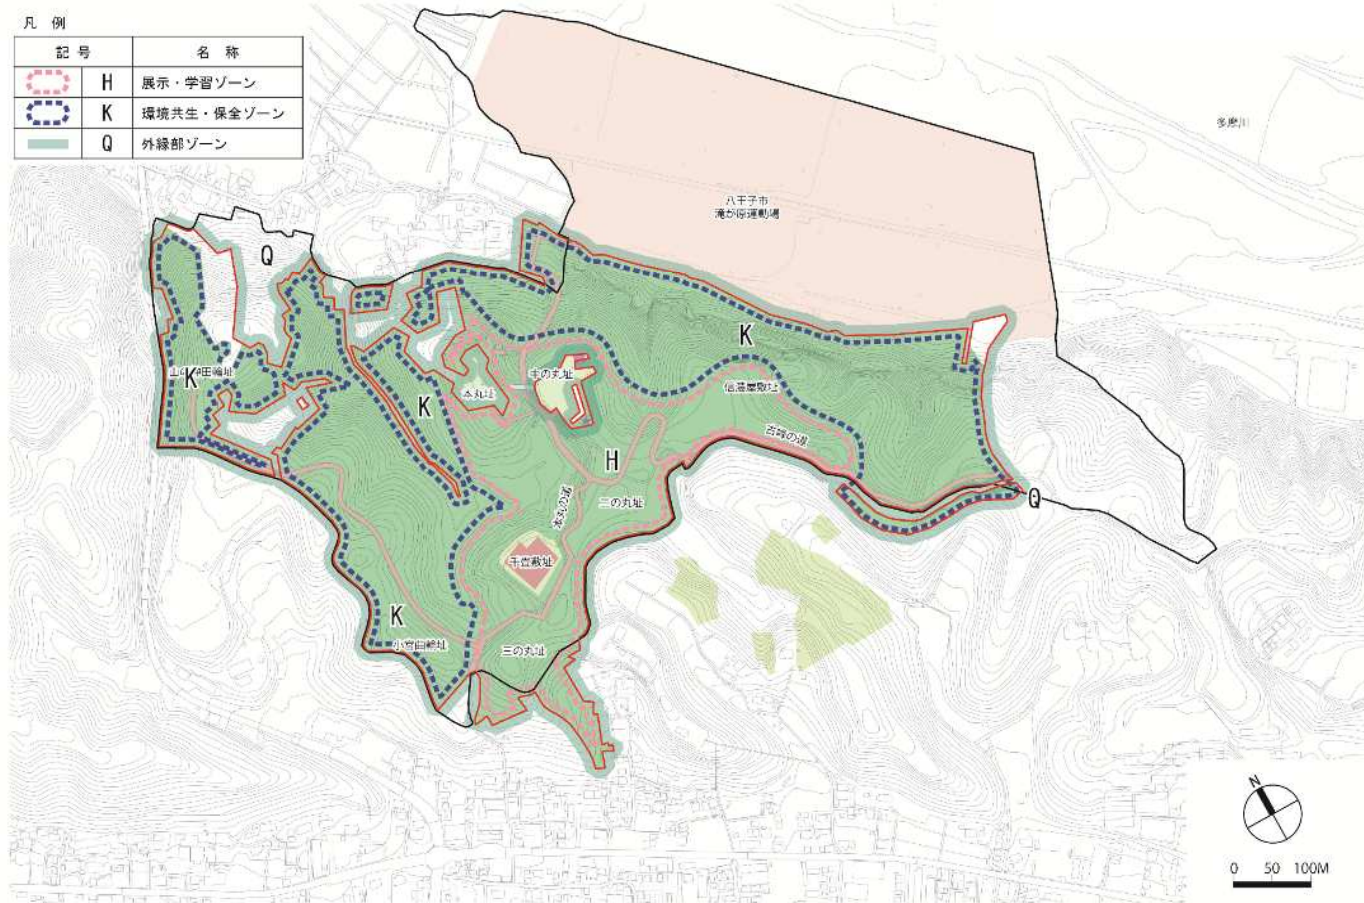 凡 例
記 号 名 称
H 展示・学習ゾーン
K 環境共生・保全ゾーン
Q 外縁部ゾーン
多摩川
八王子市
滝が原運動場
Q
K
K
中の丸址
信濃屋敷址
本丸址
K
古峰の道
H
二の丸址
本丸の道
Q
千畳敷址
K
小宮曲輪址
三の丸址
N
0 50 100M